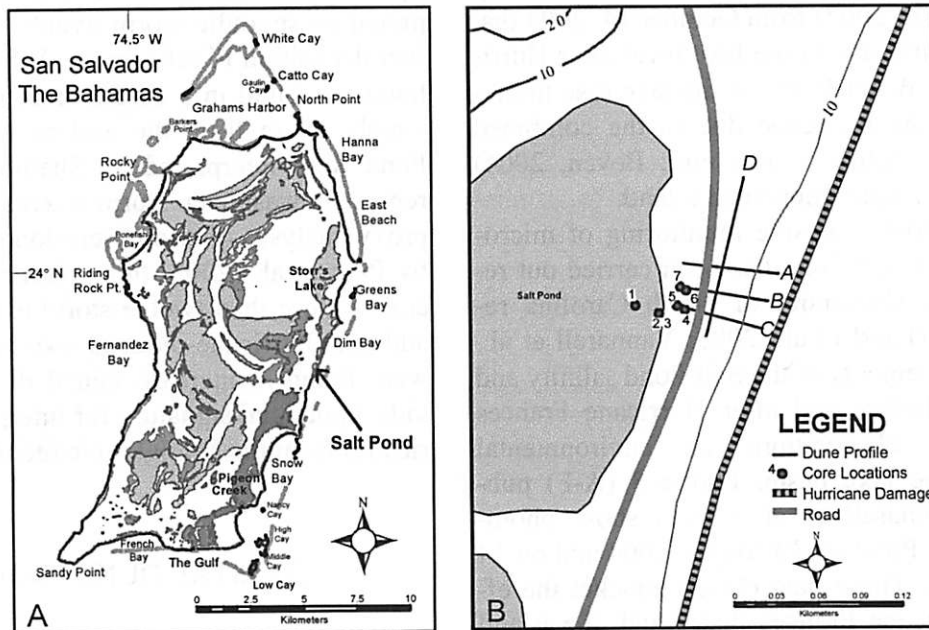 74.5° W
San Salvador
The Bahamas
White Cay
Catto Cay
Gaulin Cay
North Point
Grahams Harbor
Barkers Point
Hanna Bay
Rocky Point
East Beach
Bonefish Bay
24° N
Riding Rock Pt.
Storr's Lake
Greens Bay
Fernandez Bay
Dim Bay
Salt Pond
Snow Bay
Pigeon Creek
Nancy Cay
High Cay
French Bay
Middle Cay
The Gulf
Sandy Point
Low Cay
N
A
0 2.5 5 7.5 10
Kilometers
20
10
10
D
Salt Pond
1
2,3
5
7
6
A
B
C
LEGEND
Dune Profile
4 Core Locations
Hurricane Damage
Road
N
B
0 0.03 0.06 0.12
Kilometers